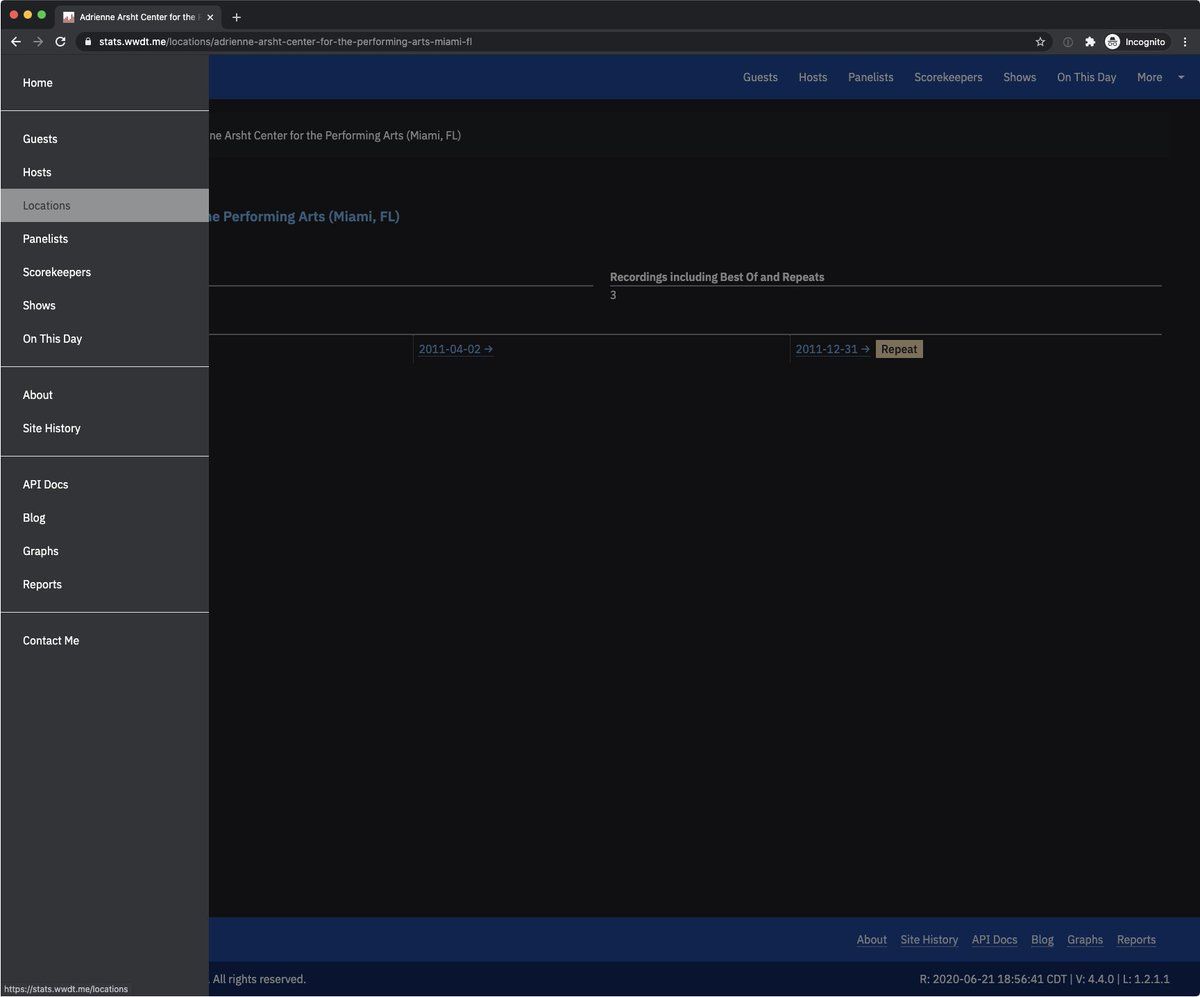 Adrienne Arsht Center for the
stats.wwdt.me/locations/adrienne-arsht-center-for-the-performing-arts-miami-fl
Incognito
Home
Guests
Hosts
Locations
Panelists
Scorekeepers
Shows
On This Day
About
Site History
API Docs
Blog
Graphs
Reports
Contact Me
https://stats.wwdt.me/locations
Guests Hosts Panelists Scorekeepers Shows On This Day More
ne Arsht Center for the Performing Arts (Miami, FL)
he Performing Arts (Miami, FL)
Recordings including Best Of and Repeats
3
2011-04-02 → 2011-12-31 → Repeat
About Site History API Docs Blog Graphs Reports
. All rights reserved. R: 2020-06-21 18:56:41 CDT | V: 4.4.0 | L: 1.2.1.1